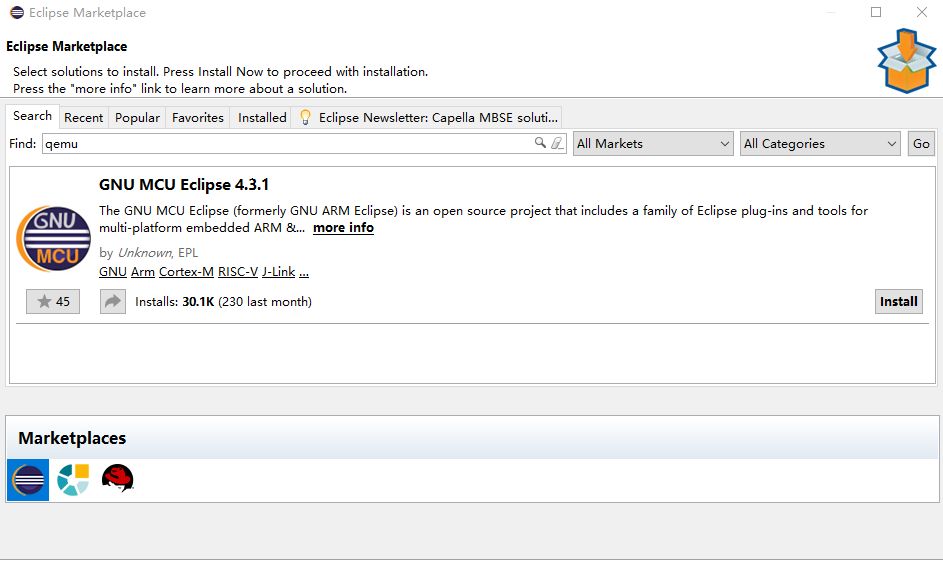 Eclipse Marketplace
Eclipse Marketplace
Select solutions to install. Press Install Now to proceed with installation.
Press the "more info" link to learn more about a solution.
Search Recent Popular Favorites Installed Eclipse Newsletter: Capella MBSE soluti...
Find: qemu All Markets All Categories Go
GNU MCU Eclipse 4.3.1
The GNU MCU Eclipse (formerly GNU ARM Eclipse) is an open source project that includes a family of Eclipse plug-ins and tools for
multi-platform embedded ARM &... more info
GNU
MCU
by Unknown, EPL
GNU Arm Cortex-M RISC-V J-Link ...
45 Installs: 30.1K (230 last month) Install
Marketplaces